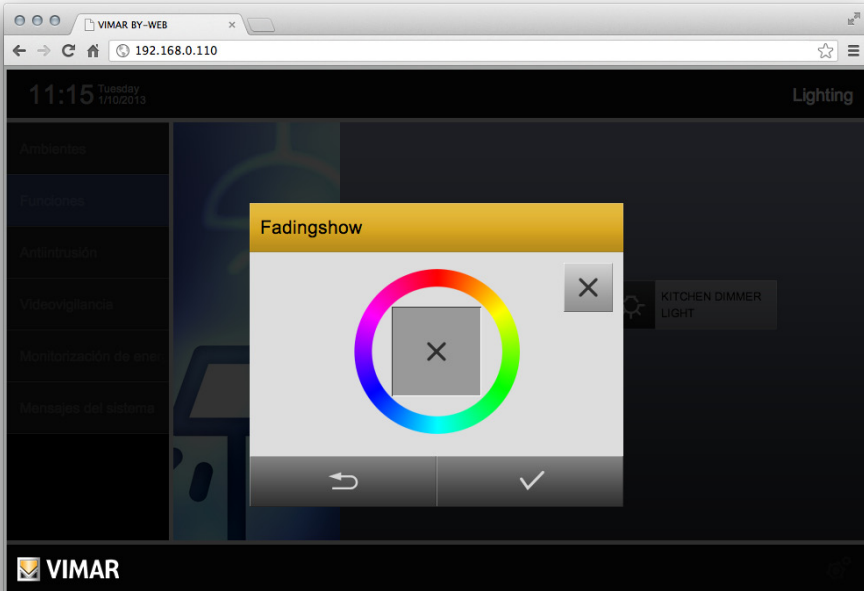 VIMAR BY-WEB
192.168.0.110
11:15
Tuesday
1/10/2013
Lighting
Ambientes
Funciones
Antiintrusión
Videovigilancia
Monitorización de ene
Mensajes del sistema
Fadingshow
KITCHEN DIMMER
LIGHT
VIMAR